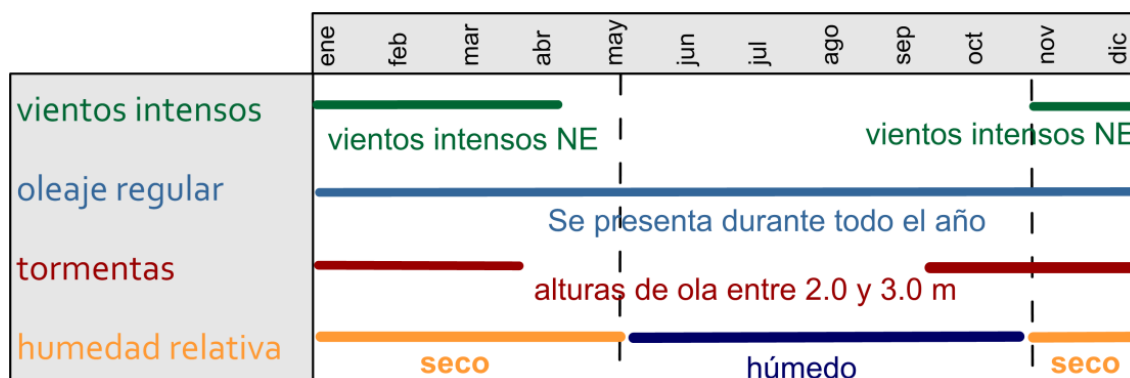 ene feb mar abr may jun jul ago sep oct nov dic
vientos intensos
vientos intensos NE
vientos intensos NE
oleaje regular
Se presenta durante todo el año
tormentas
alturas de ola entre 2.0 y 3.0 m
humedad relativa
seco
húmedo
seco